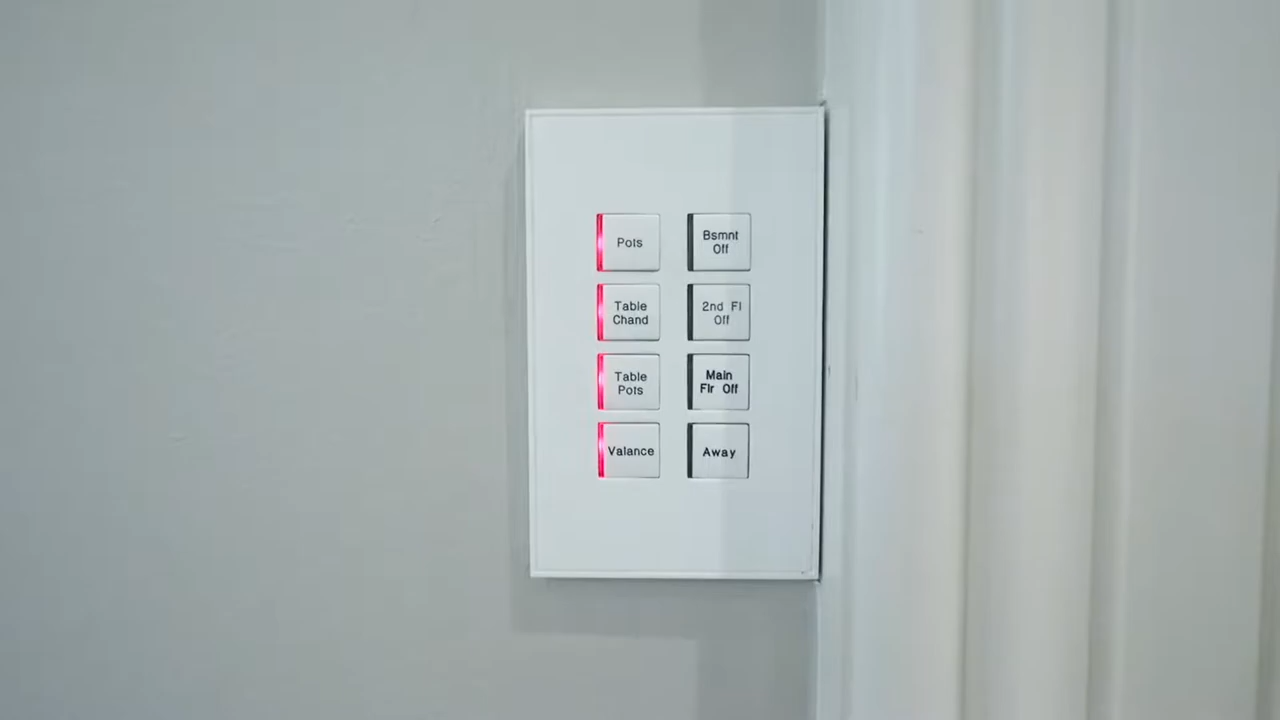 Pots
Bsmnt
Off
Table
Chand
2nd Fl
Off
Table
Pots
Main
Flr Off
Valance
Away